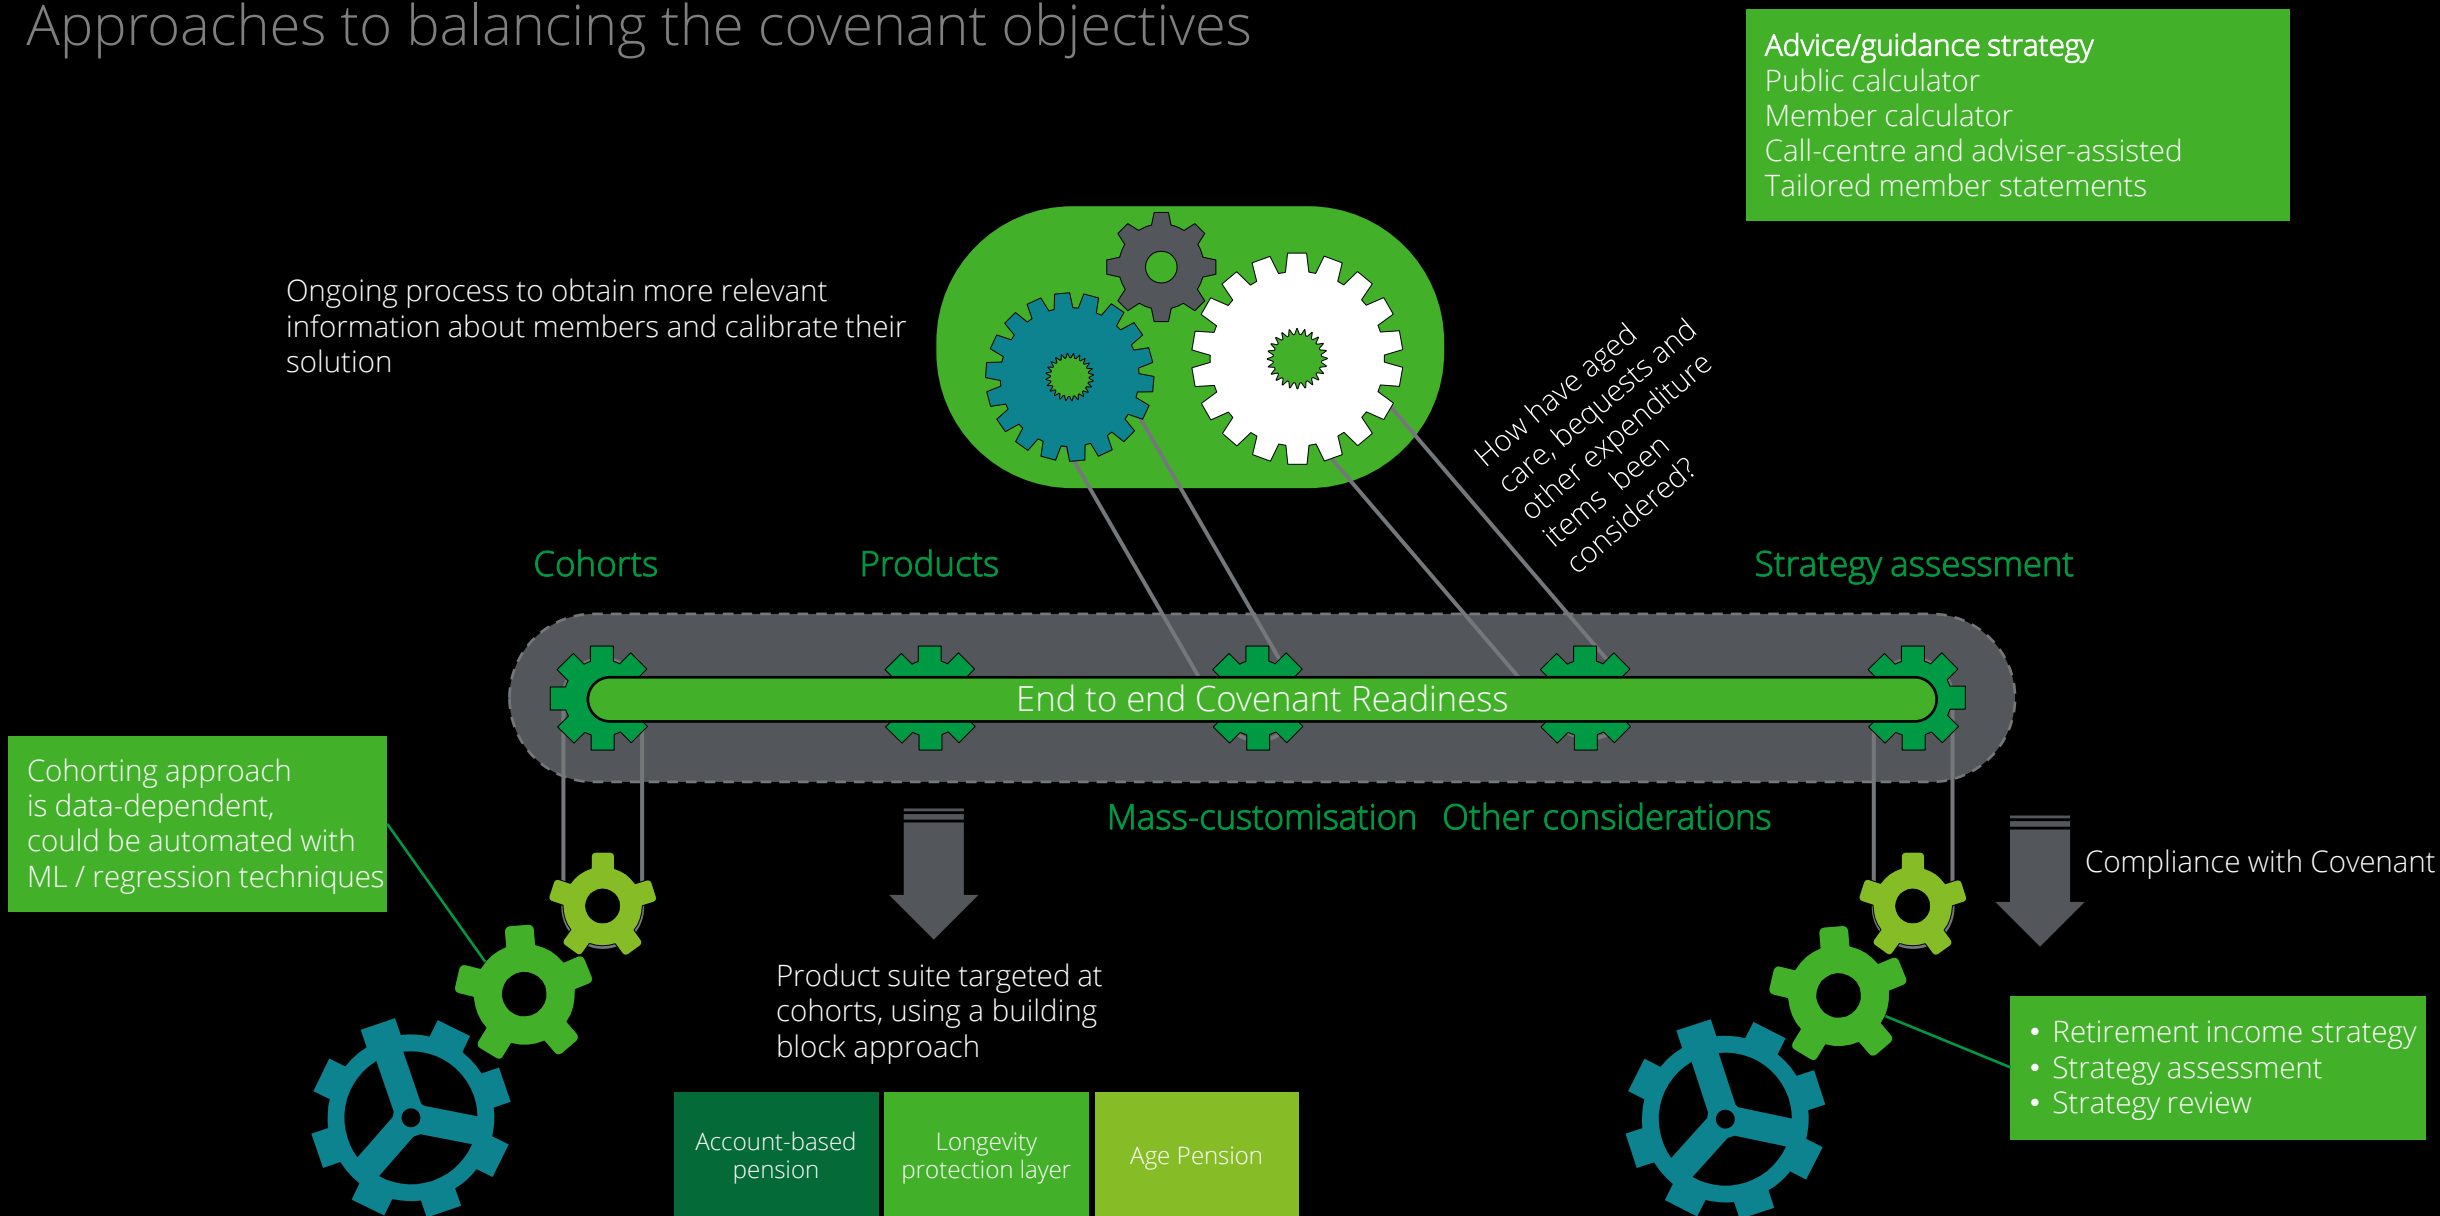 Approaches to balancing the covenant objectives
Advice/guidance strategy
Public calculator
Member calculator
Call-centre and adviser-assisted
Tailored member statements
Ongoing process to obtain more relevant
information about members and calibrate their
solution
How have aged
care, bequests and
other expenditure
items been
considered?
Cohorts
Products
Strategy assessment
End to end Covenant Readiness
Mass-customisation
Other considerations
Cohorting approach
is data-dependent,
could be automated with
ML / regression techniques
Compliance with Covenant
Product suite targeted at
cohorts, using a building
block approach
• Retirement income strategy
• Strategy assessment
• Strategy review
Account-based
pension
Longevity
protection layer
Age Pension